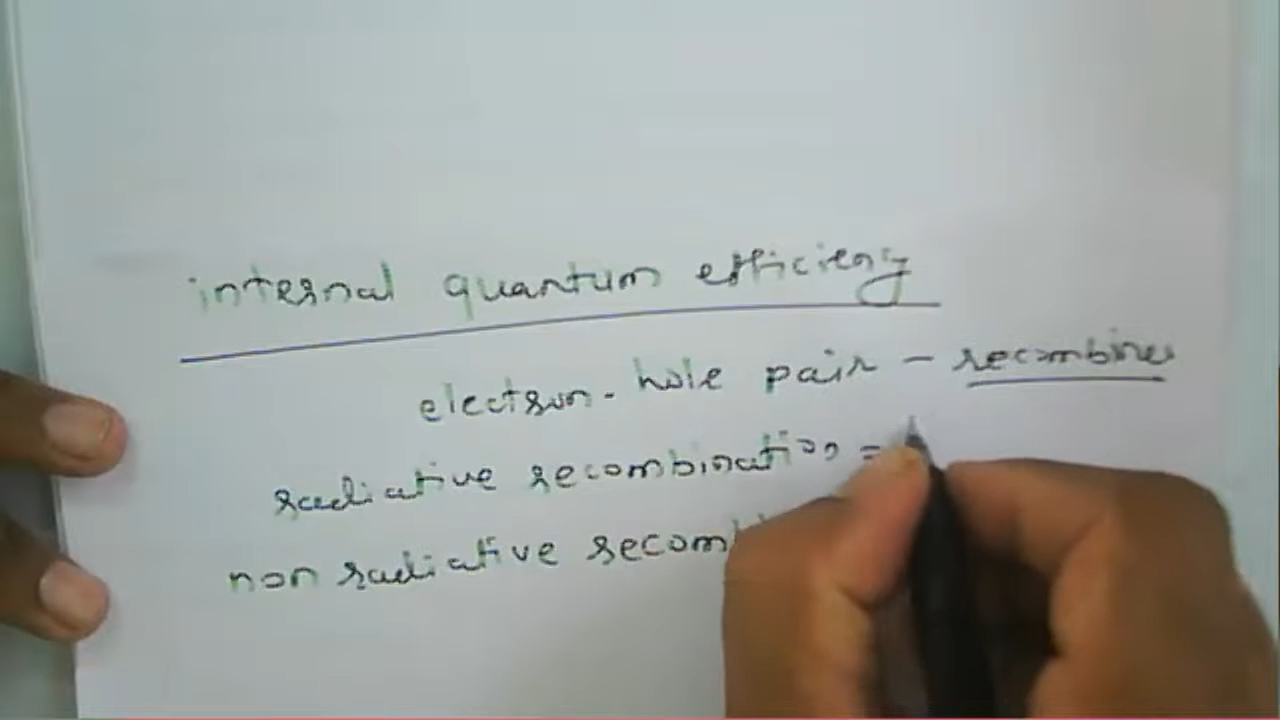 internal quantum efficiency
electron - hole pair - recombines
radiative recombination =
non radiative recom